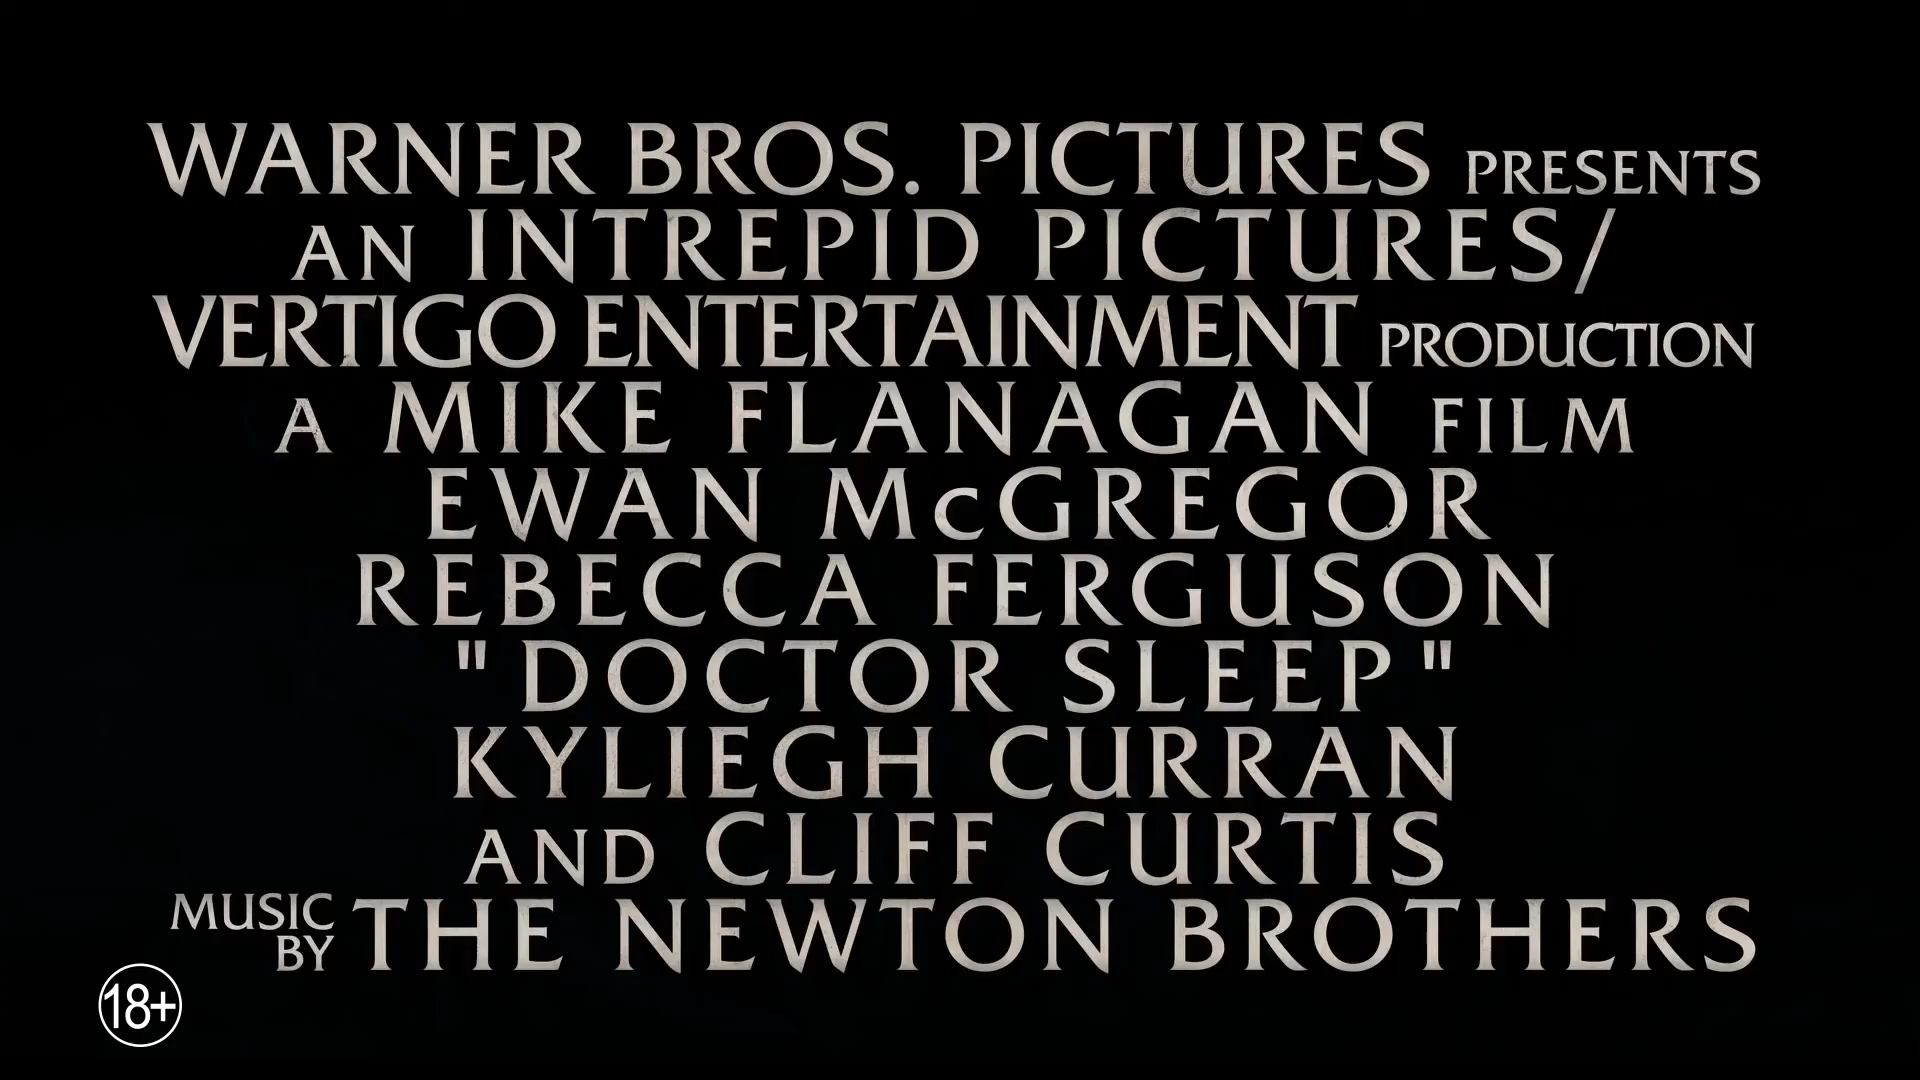 WARNER BROS. PICTURES PRESENTS
AN INTREPID PICTURES/
VERTIGO ENTERTAINMENT PRODUCTION
A MIKE FLANAGAN FILM
EWAN McGREGOR
REBECCA FERGUSON
"DOCTOR SLEEP"
KYLIEGH CURRAN
AND CLIFF CURTIS
MUSIC BY THE NEWTON BROTHERS
18+